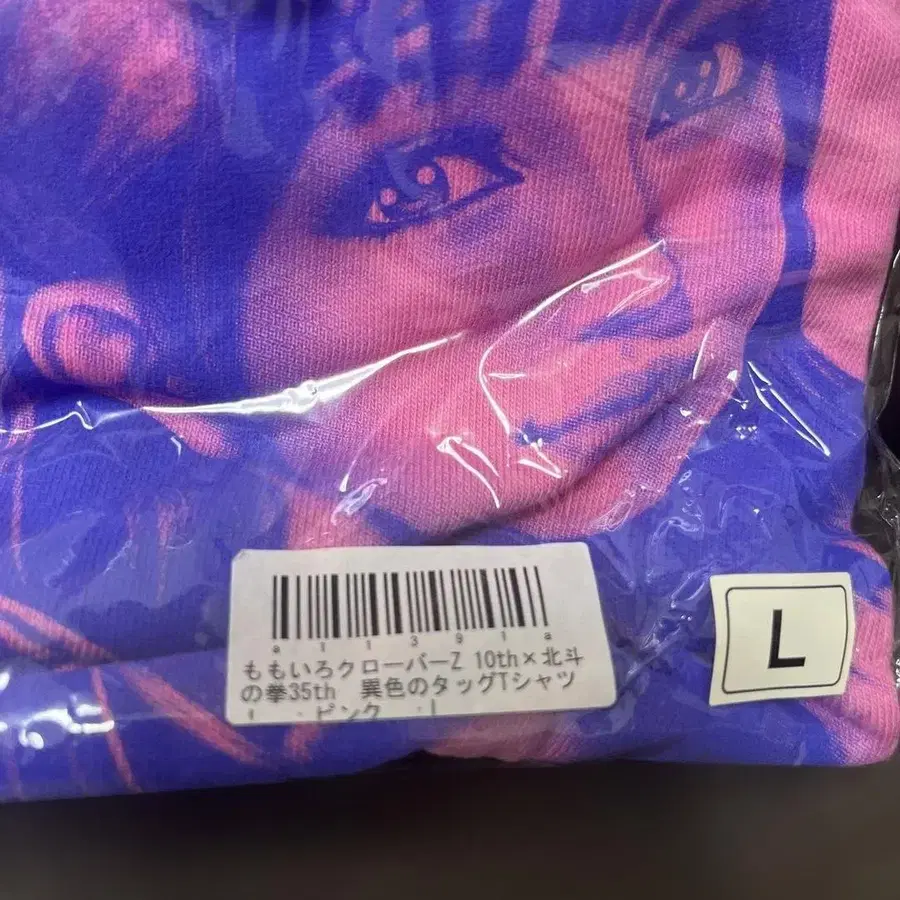 a11391a
ももいろクローバーZ 10th×北斗
の拳35th 異色のタッグTシャツ
ピンク
L